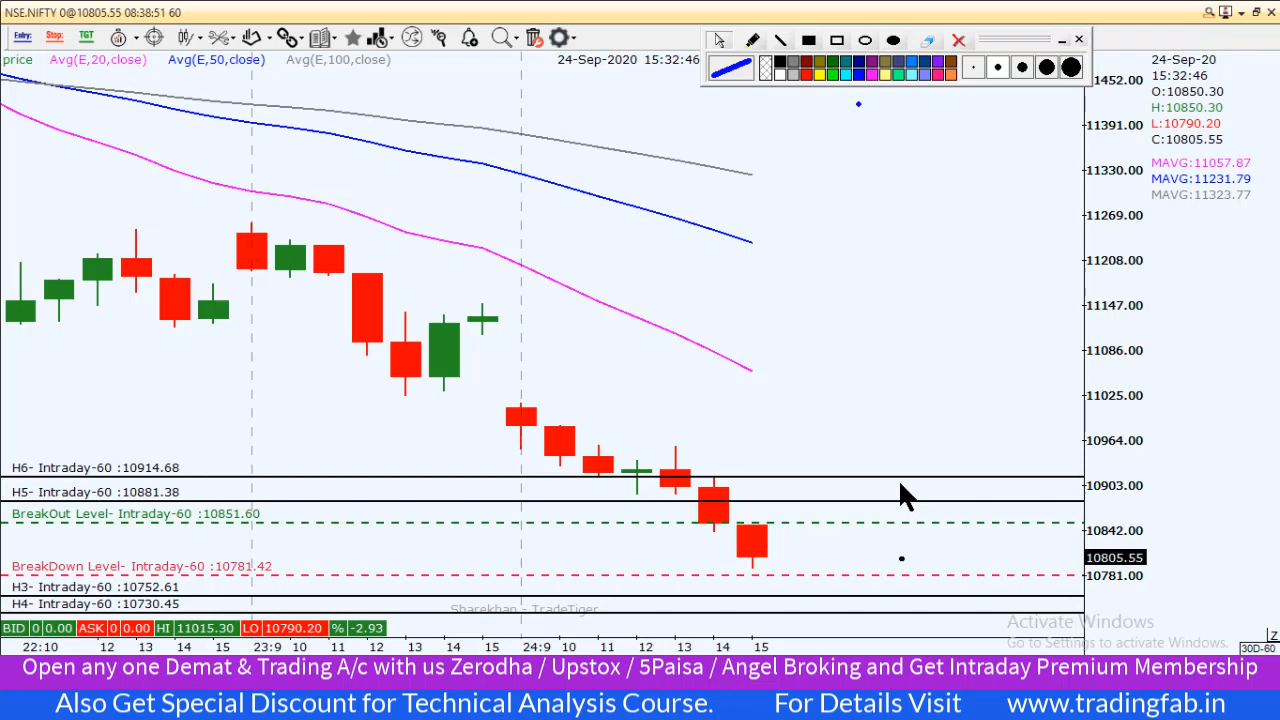 NSE.NIFTY 0@10805.55 08:38:51 60
Entry: Stop: TGT
price Avg(E,20,close) Avg(E,50,close) Avg(E,100,close) 24-Sep-2020 15:32:46
24-Sep-20
15:32:46
O:10850.30
H:10850.30
L:10790.20
C:10805.55
MAVG:11057.87
MAVG:11231.79
MAVG:11323.77
11452.00
11391.00
11330.00
11269.00
11208.00
11147.00
11086.00
11025.00
10964.00
10903.00
10842.00
10805.55
10781.00
H6- Intraday-60 :10914.68
H5- Intraday-60 :10881.38
BreakOut Level- Intraday-60 :10851.60
BreakDown Level- Intraday-60 :10781.42
H3- Intraday-60 :10752.61
H4- Intraday-60 :10730.45
Sharekhan - TradeTiger
Activate Windows
Go to Settings to activate Windows.
BID 0 0.00 ASK 0 0.00 HI 11015.30 LO 10790.20 % -2.93
22:10 12 13 14 15 23:9 10 11 12 13 14 15 24:9 10 11 12 13 14 15 30D-60
Z
Open any one Demat & Trading A/c with us Zerodha / Upstox / 5Paisa / Angel Broking and Get Intraday Premium Membership
Also Get Special Discount for Technical Analysis Course. For Details Visit www.tradingfab.in